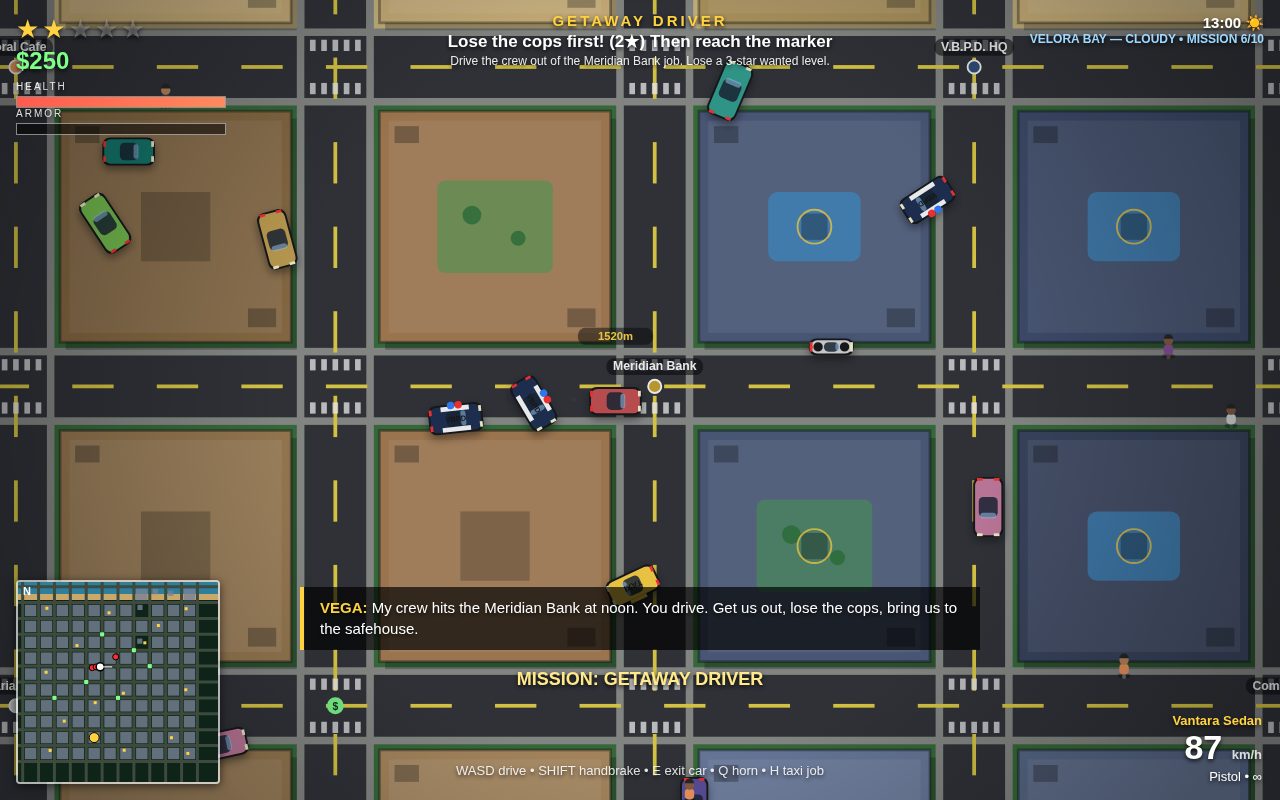 ★★★★★
GETAWAY DRIVER
Lose the cops first! (2★) Then reach the marker
Drive the crew out of the Meridian Bank job. Lose a 3-star wanted level.
13:00
VELORA BAY — CLOUDY • MISSION 6/10
oral Cafe
$250
HEALTH
ARMOR
V.B.P.D. HQ
1520m
Meridian Bank
VEGA: My crew hits the Meridian Bank at noon. You drive. Get us out, lose the cops, bring us to
the safehouse.
MISSION: GETAWAY DRIVER
N
$
Com
Vantara Sedan
87 km/h
WASD drive • SHIFT handbrake • E exit car • Q horn • H taxi job
Pistol • ∞